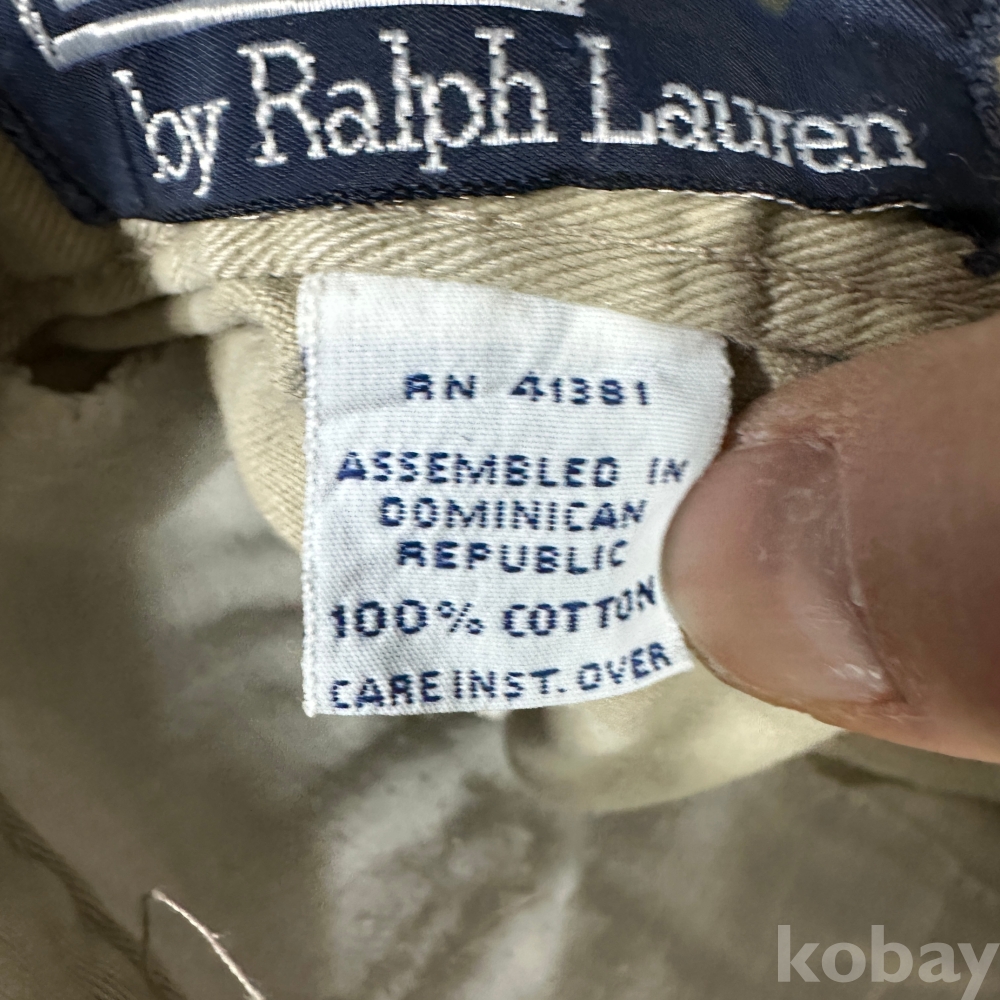 by Ralph Lauren
RN 41381
ASSEMBLED IN
DOMINICAN
REPUBLIC
100% COTTON
CARE INST. OVER
kobay